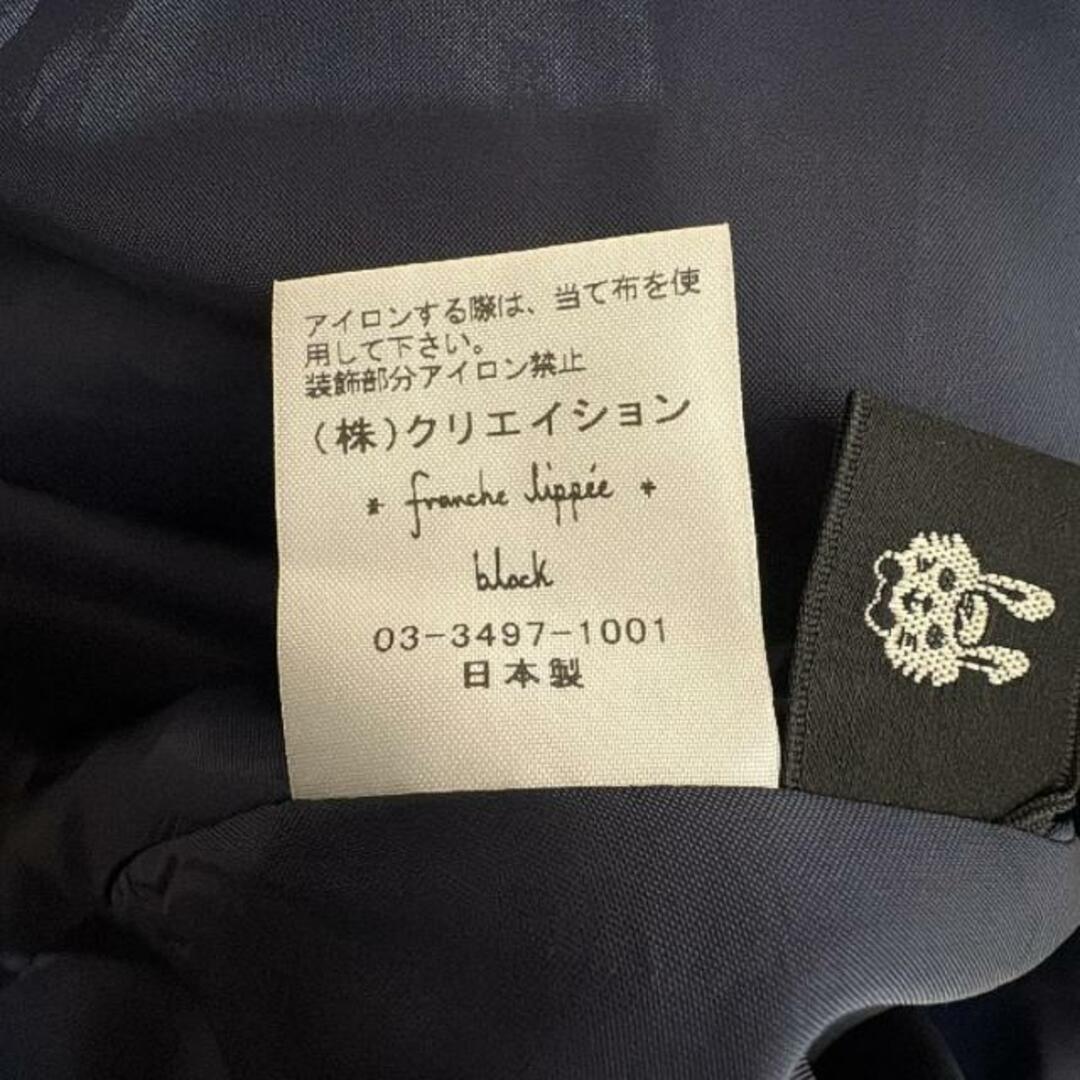 アイロンする際は、当て布を使
用して下さい。
装飾部分アイロン禁止
(株)クリエイション
* franche lippée *
black
03-3497-1001
日本製